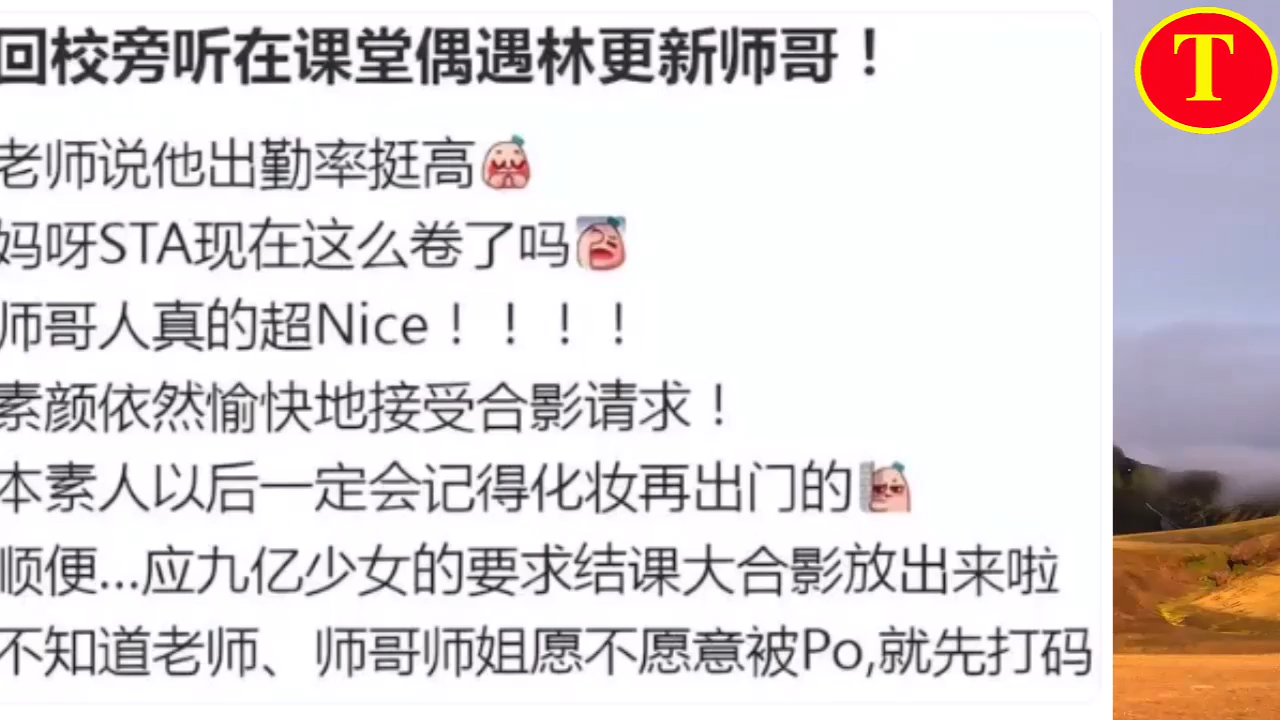 回校旁听在课堂偶遇林更新师哥！
T
老师说他出勤率挺高
妈呀STA现在这么卷了吗
师哥人真的超Nice！！！！
素颜依然愉快地接受合影请求！
本素人以后一定会记得化妆再出门的
顺便...应九亿少女的要求结课大合影放出来啦
不知道老师、师哥师姐愿不愿意被Po,就先打码